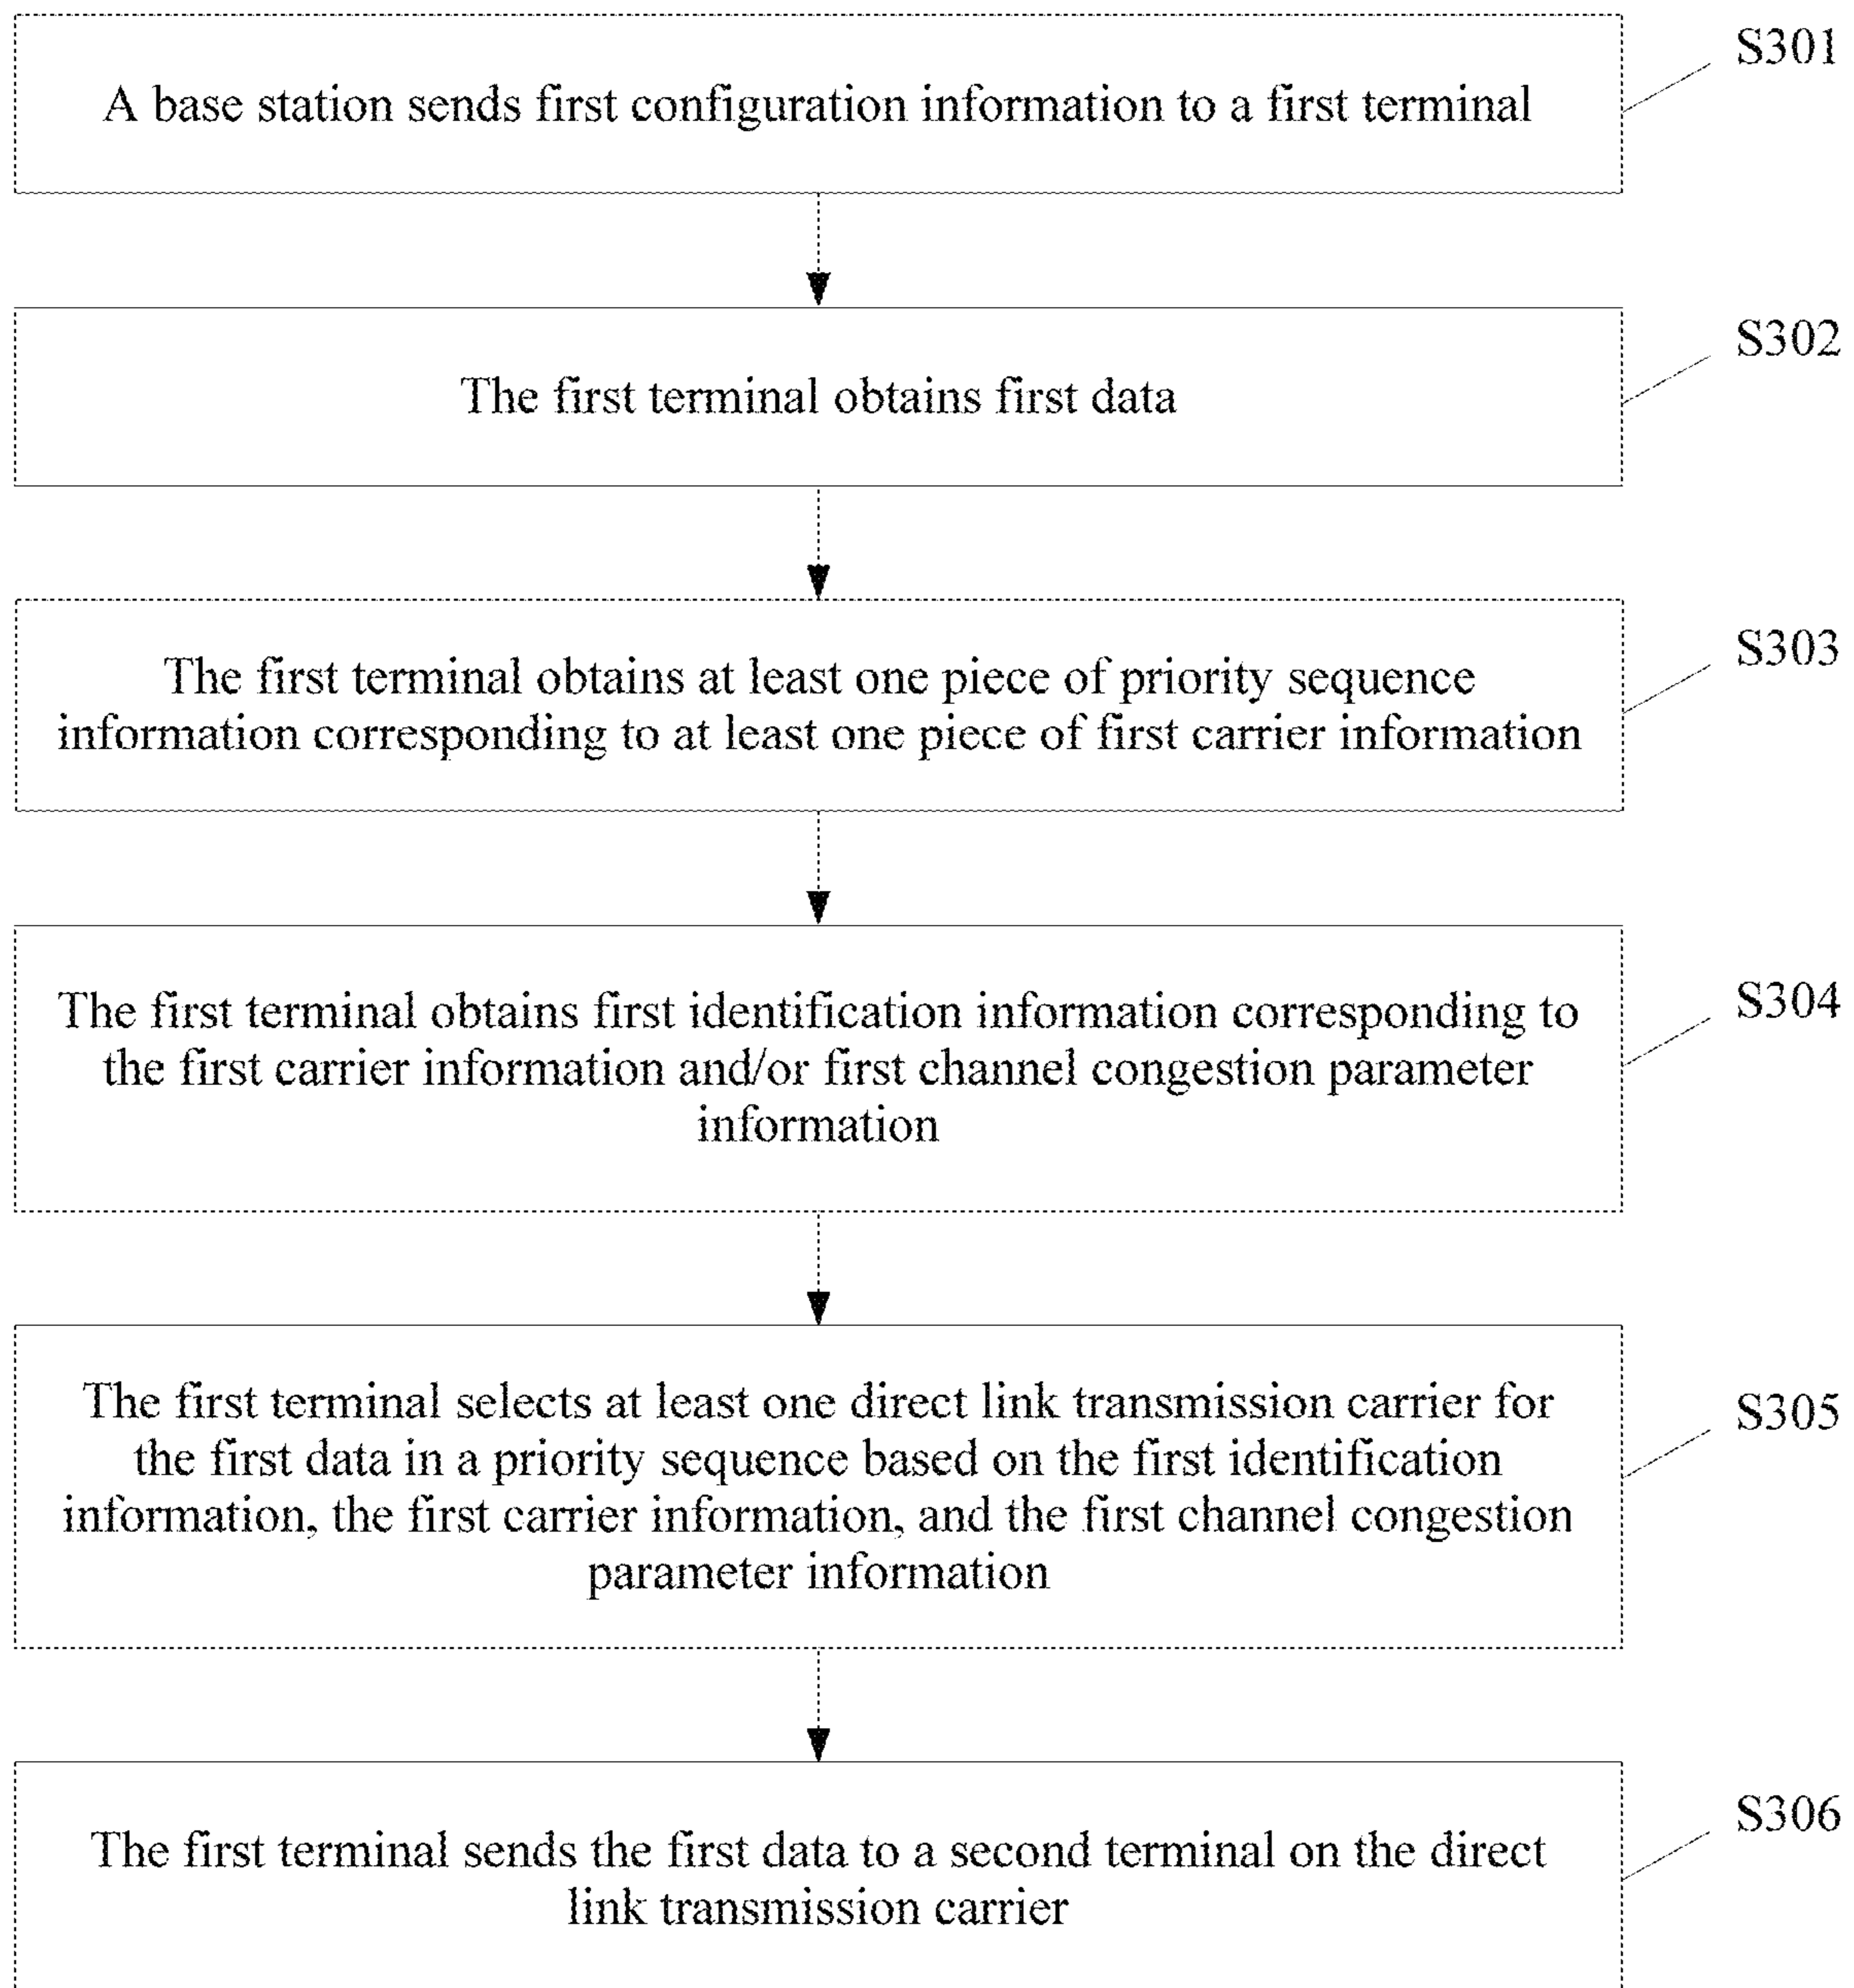 A base station sends first configuration information to a first terminal
S301
The first terminal obtains first data
S302
The first terminal obtains at least one piece of priority sequence
information corresponding to at least one piece of first carrier information
S303
The first terminal obtains first identification information corresponding to
the first carrier information and/or first channel congestion parameter
information
S304
The first terminal selects at least one direct link transmission carrier for
the first data in a priority sequence based on the first identification
information, the first carrier information, and the first channel congestion
parameter information
S305
The first terminal sends the first data to a second terminal on the direct
link transmission carrier
S306